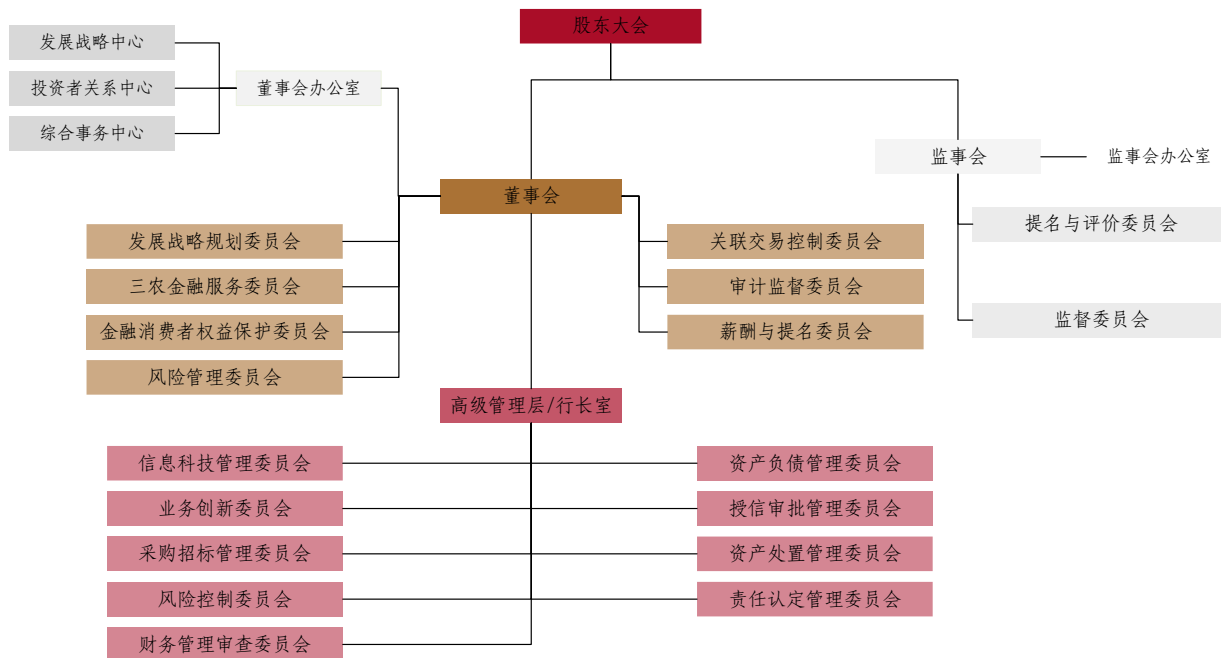 股东大会
发展战略中心
投资者关系中心
综合事务中心
董事会办公室
监事会
监事会办公室
董事会
提名与评价委员会
监督委员会
发展战略规划委员会
三农金融服务委员会
金融消费者权益保护委员会
风险管理委员会
关联交易控制委员会
审计监督委员会
薪酬与提名委员会
高级管理层/行长室
信息科技管理委员会
业务创新委员会
采购招标管理委员会
风险控制委员会
财务管理审查委员会
资产负债管理委员会
授信审批管理委员会
资产处置管理委员会
责任认定管理委员会